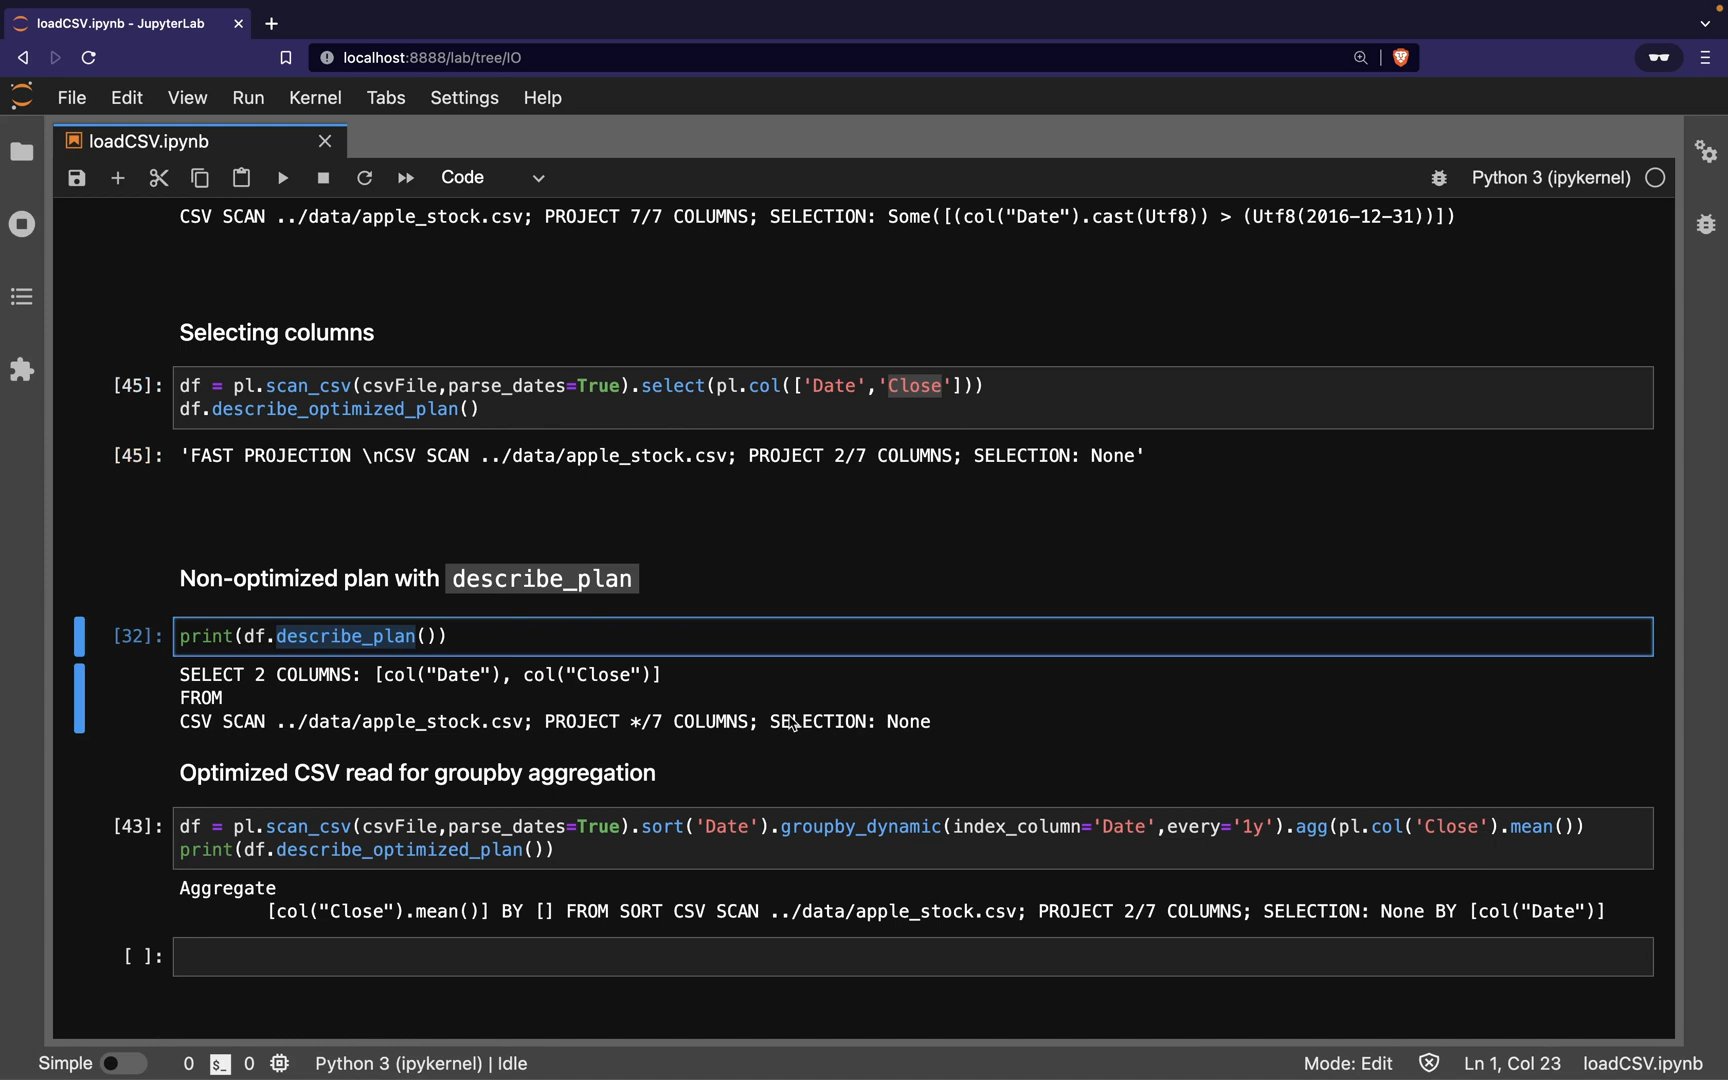 loadCSV.ipynb - JupyterLab
localhost:8888/lab/tree/IO
File Edit View Run Kernel Tabs Settings Help
loadCSV.ipynb
Code
Python 3 (ipykernel)
CSV SCAN ../data/apple_stock.csv; PROJECT 7/7 COLUMNS; SELECTION: Some([(col("Date").cast(Utf8)) > (Utf8(2016-12-31))])
Selecting columns
[45]: df = pl.scan_csv(csvFile,parse_dates=True).select(pl.col(['Date','Close']))
df.describe_optimized_plan()
[45]: 'FAST PROJECTION \nCSV SCAN ../data/apple_stock.csv; PROJECT 2/7 COLUMNS; SELECTION: None'
Non-optimized plan with describe_plan
[32]: print(df.describe_plan())
SELECT 2 COLUMNS: [col("Date"), col("Close")]
FROM
CSV SCAN ../data/apple_stock.csv; PROJECT */7 COLUMNS; SELECTION: None
Optimized CSV read for groupby aggregation
[43]: df = pl.scan_csv(csvFile,parse_dates=True).sort('Date').groupby_dynamic(index_column='Date',every='1y').agg(pl.col('Close').mean())
print(df.describe_optimized_plan())
Aggregate
[col("Close").mean()] BY [] FROM SORT CSV SCAN ../data/apple_stock.csv; PROJECT 2/7 COLUMNS; SELECTION: None BY [col("Date")]
[ ]:
Simple 0 $_ 0 Python 3 (ipykernel) | Idle
Mode: Edit Ln 1, Col 23 loadCSV.ipynb